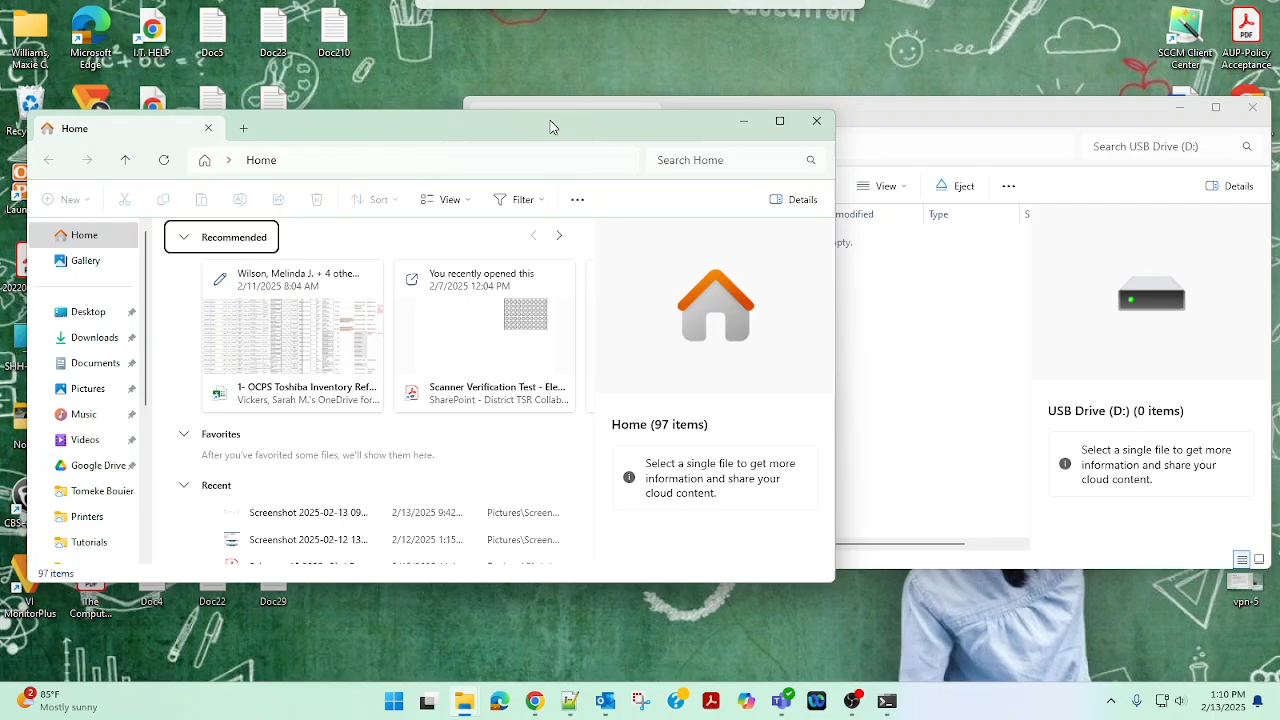 Williams,
Maxie G.
Microsoft
Edge
I.T. HELP
Doc5
Doc23
Doc210
SCCM Client
Center
AUP-Policy
Acceptance
Home
Home
Search Home
New
Sort
View
Filter
Details
Home
Gallery
Desktop
Downloads
Documents
Pictures
Music
Videos
Google Drive
Tomeke Bouier
Printers
Tutorials
97 items
Recommended
Wilson, Melinda J. + 4 othe...
2/11/2025 8:04 AM
1- OCPS Toshiba Inventory Ref...
Vickers, Sarah M.'s OneDrive for...
You recently opened this
2/7/2025 12:04 PM
Scanner Verification Test - Ele...
SharePoint - District TSR Collab...
Favorites
After you've favorited some files, we'll show them here.
Recent
Screenshot 2025-02-13 09...
2/13/2025 9:42...
Pictures\Screen...
Screenshot 2025-02-12 13...
2/12/2025 1:15...
Pictures\Screen...
Home (97 items)
Select a single file to get more
information and share your
cloud content.
Search USB Drive (D:)
View
Eject
Details
modified
Type
S
pty.
USB Drive (D:) (0 items)
Select a single file to get more
information and share your
cloud content.
VI
MonitorPlus
The
Comput...
Doc4
Doc22
Doc29
vpn-5
2
85°F
Mostly sunny
1:10 PM